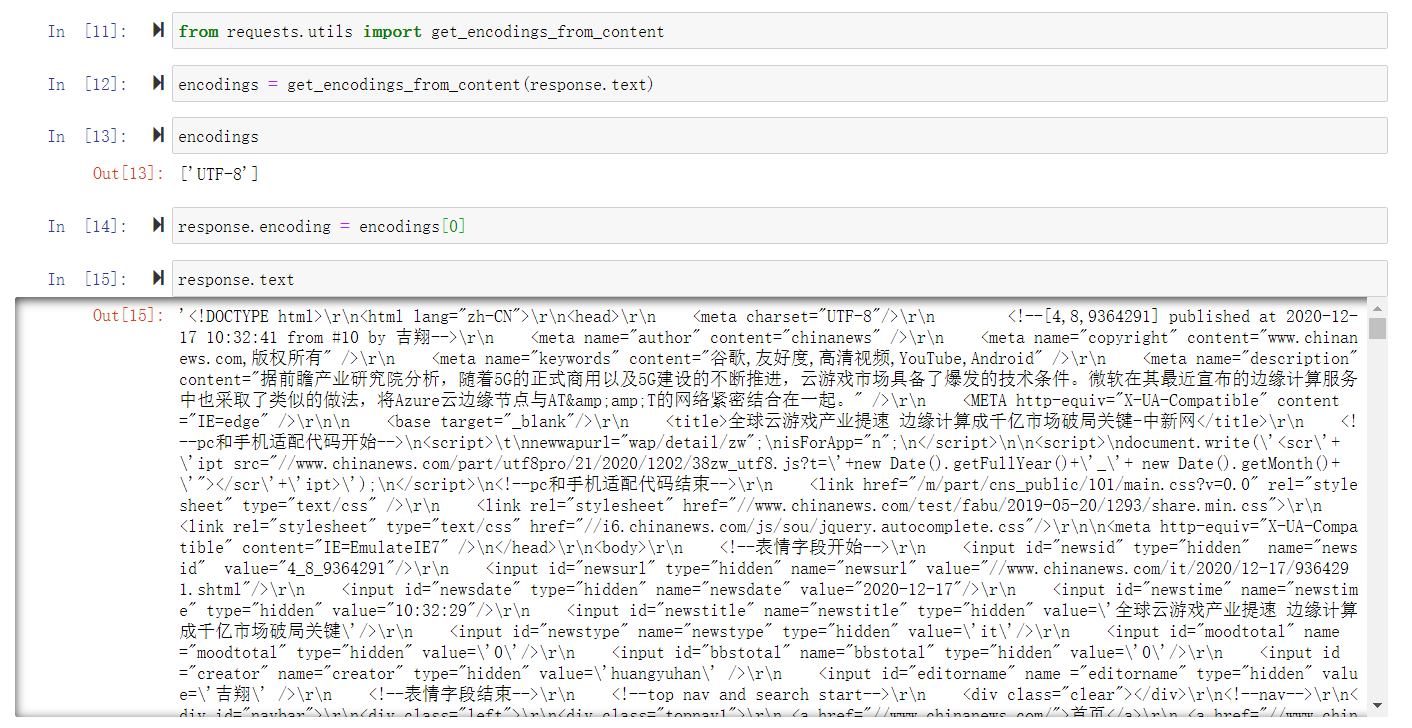 In [11]: from requests.utils import get_encodings_from_content
In [12]: encodings = get_encodings_from_content(response.text)
In [13]: encodings
Out[13]: ['UTF-8']
In [14]: response.encoding = encodings[0]
In [15]: response.text
Out[15]: '<!DOCTYPE html>\r\n<html lang="zh-CN">\r\n<head>\r\n    <meta charset="UTF-8"/>\r\n        <!--[4,8,9364291] published at 2020-12-
17 10:32:41 from #10 by 吉翔-->\r\n    <meta name="author" content="chinanews" />\r\n    <meta name="copyright" content="www.chinan
ews.com,版权所有" />\r\n    <meta name="keywords" content="谷歌,友好度,高清视频,YouTube,Android" />\r\n    <meta name="description"
content="据前瞻产业研究院分析，随着5G的正式商用以及5G建设的不断推进，云游戏市场具备了爆发的技术条件。微软在其最近宣布的边缘计算服务
中也采取了类似的做法，将Azure云边缘节点与AT&amp;amp;T的网络紧密结合在一起。" />\r\n    <META http-equiv="X-UA-Compatible" content
="IE=edge" />\r\n\n    <base target="_blank"/>\r\n    <title>全球云游戏产业提速 边缘计算成千亿市场破局关键-中新网</title>\r\n    <!
--pc和手机适配代码开始-->\n<script>\t\nnewwapurl="wap/detail/zw";\nisForApp="n";\n</script>\n\n<script>\ndocument.write(\'<scr\'+
\'ipt src="//www.chinanews.com/part/utf8pro/21/2020/1202/38zw_utf8.js?t=\'+new Date().getFullYear()+\'_\'+ new Date().getMonth()+
\'"></scr\'+\'ipt>\');\n</script>\n<!--pc和手机适配代码结束-->\r\n    <link href="/m/part/cns_public/101/main.css?v=0.0" rel="style
sheet" type="text/css" />\r\n    <link rel="stylesheet" href="//www.chinanews.com/test/fabu/2019-05-20/1293/share.min.css">\r\n
<link rel="stylesheet" type="text/css" href="//i6.chinanews.com/js/sou/jquery.autocomplete.css"/>\r\n\n<meta http-equiv="X-UA-Compa
tible" content="IE=EmulateIE7" />\n</head>\r\n<body>\r\n    <!--表情字段开始-->\r\n    <input id="newsid" type="hidden"  name="news
id"  value="4_8_9364291"/>\r\n    <input id="newsurl" type="hidden" name="newsurl" value="//www.chinanews.com/it/2020/12-17/936429
1.shtml"/>\r\n    <input id="newsdate" type="hidden" name="newsdate" value="2020-12-17"/>\r\n    <input id="newstime" name="newstim
e" type="hidden" value="10:32:29"/>\r\n    <input id="newstitle" name="newstitle" type="hidden" value=\'全球云游戏产业提速 边缘计算
成千亿市场破局关键\'/>\r\n    <input id="newstype" name="newstype" type="hidden" value=\'it\'/>\r\n    <input id="moodtotal" name
="moodtotal" type="hidden" value=\'0\'/>\r\n    <input id="bbstotal" name="bbstotal" type="hidden" value=\'0\'/>\r\n    <input id
="creator" name="creator" type="hidden" value=\'huangyuhan\' />\r\n    <input id="editorname" name ="editorname" type="hidden" valu
e=\'吉翔\' />\r\n    <!--表情字段结束-->\r\n    <!--top nav and search start-->\r\n    <div class="clear"></div>\r\n<!--nav-->\r\n<
div id="navbar">\r\n<div class="left">\r\n<div class="topnav1">\r\n <a href="//www.chinanews.com/">首页</a>\r\n <a href="//www.chin